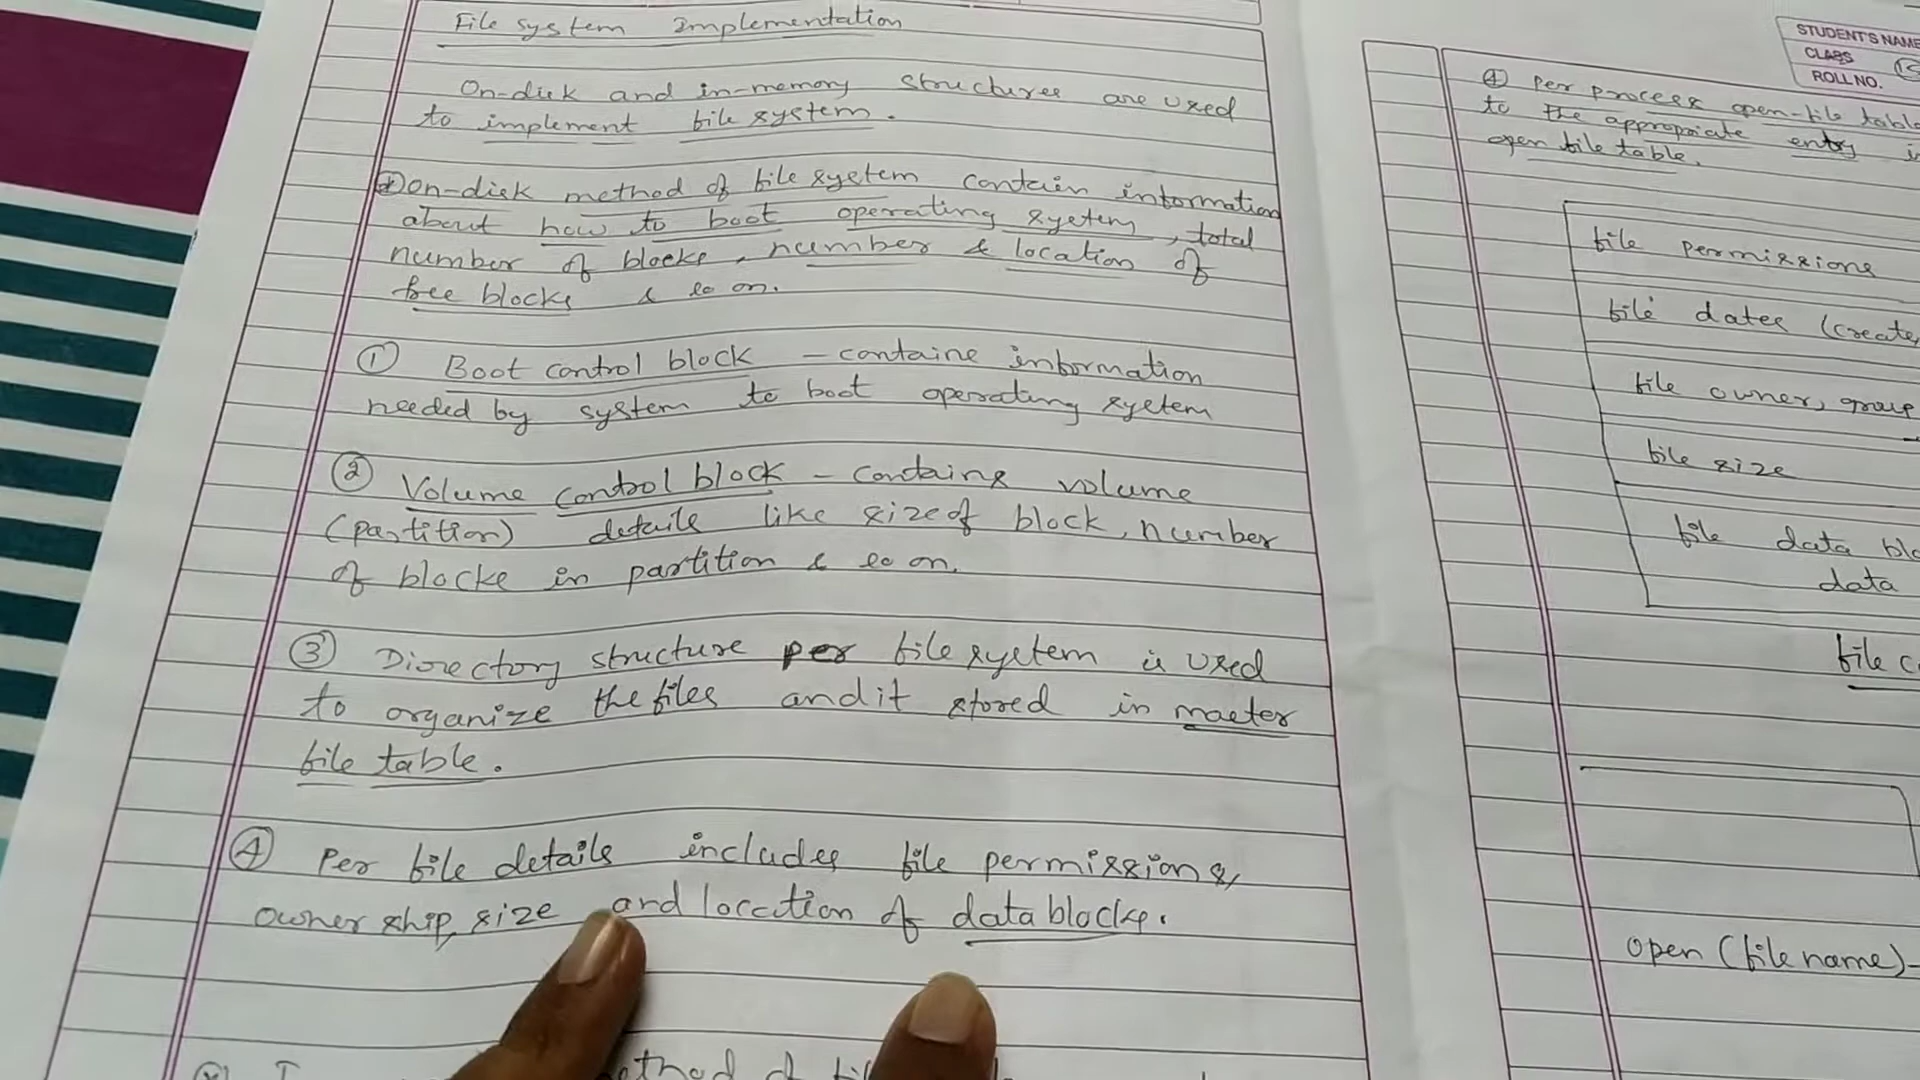 File system Implementation
On-disk and in-memory structures are used
to implement file system.
On-disk method of file system contain information
about how to boot operating system, total
number of blocks, number & location of
free blocks & so on.
① Boot control block – contains information
needed by system to boot operating system
② Volume control block – contains volume
(partition) details like size of block, number
of blocks in partition & so on.
③ Directory structure per file system is used
to organize the files and it stored in master
file table.
④ Per file details includes file permissions,
owner ship, size and location of data blocks.
STUDENT'S NAME
CLASS
ROLL NO.
④ Per process open-file table
to the appropriate entry in
open file table.
file permissions
file dates (create,
file owner, group
file size
file data blo
data
file c
open (file name) –